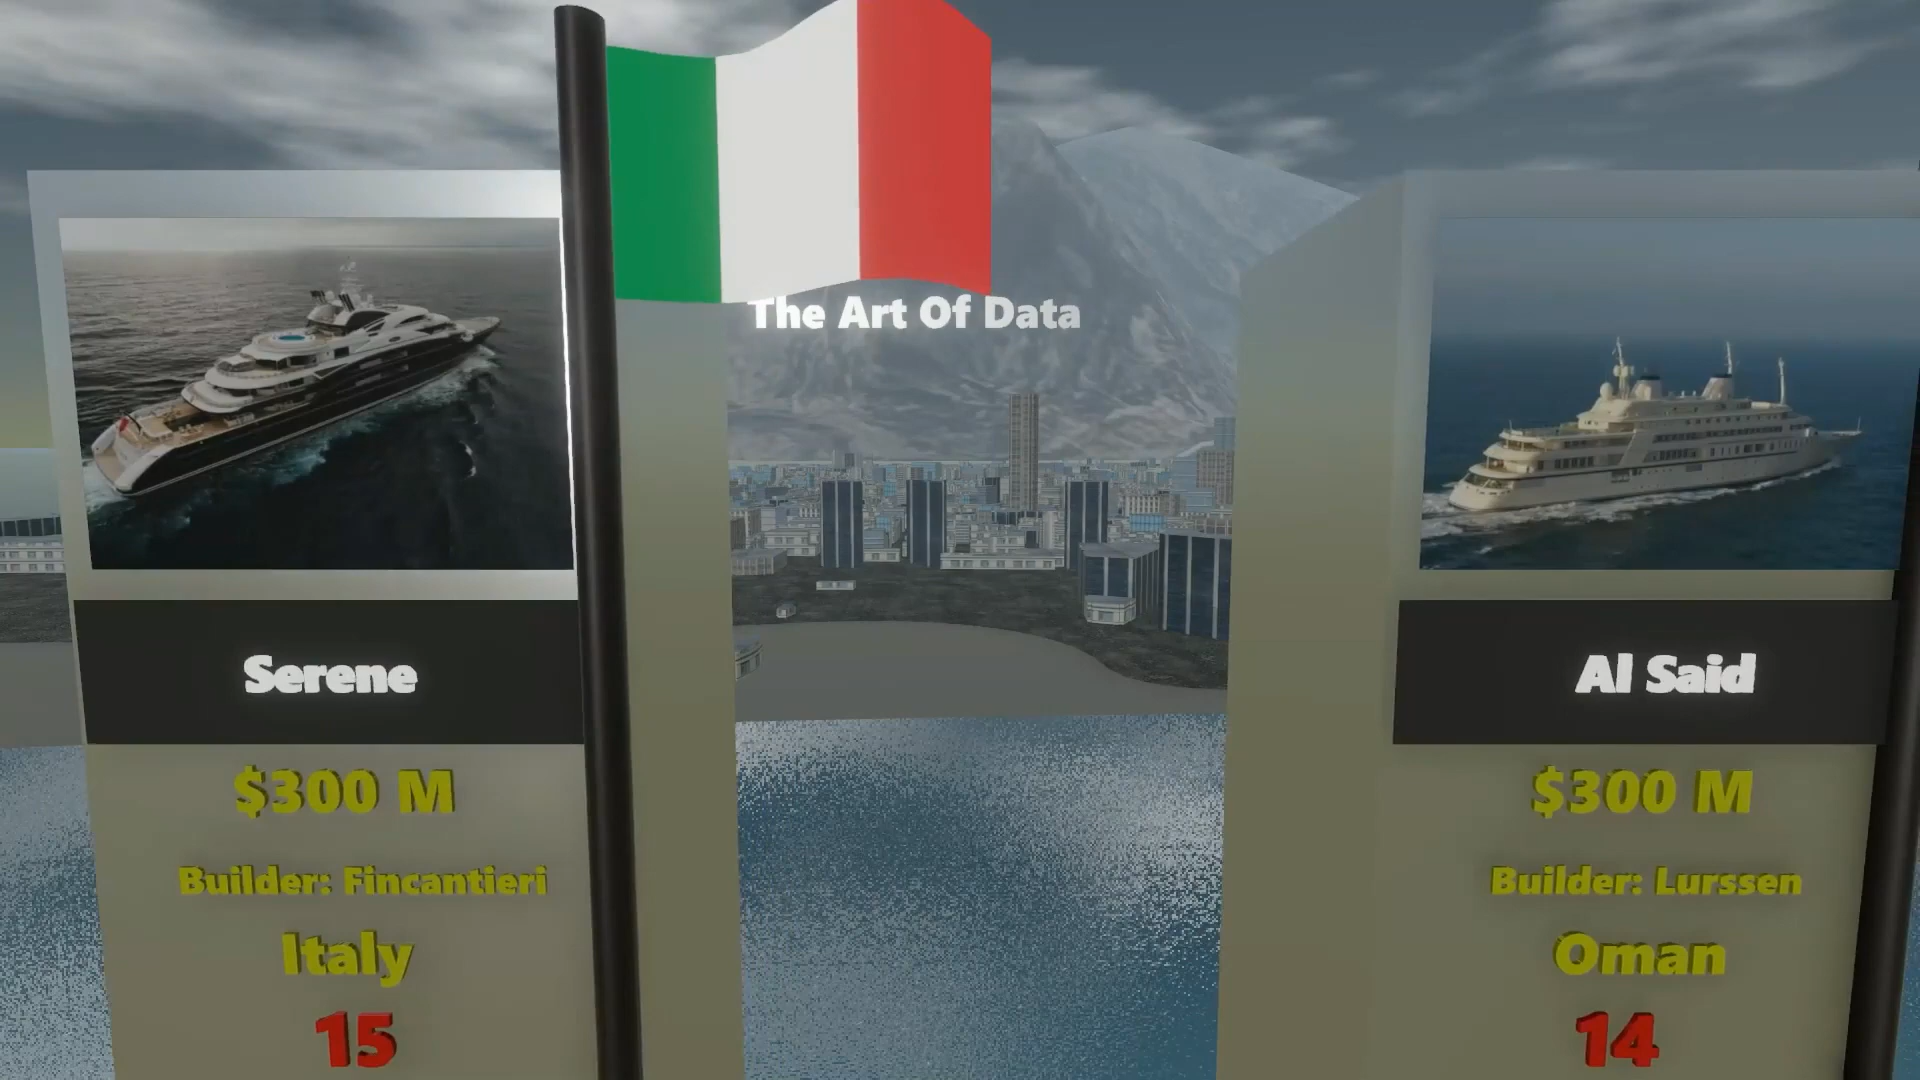 The Art Of Data
Serene
$300 M
Builder: Fincantieri
Italy
15
Al Said
$300 M
Builder: Lurssen
Oman
14